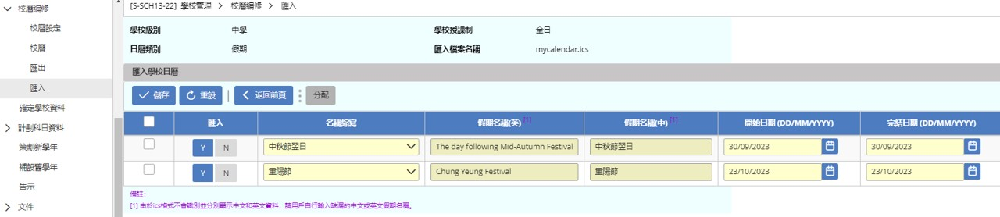 校曆編修
校曆設定
校曆
匯出
匯入
確定學校資料
計劃科目資料
策劃新學年
補設舊學年
告示
文件
[S-SCH13-22] 學校管理 > 校曆編修 > 匯入
學校級別 中學 學校授課制 全日
日曆類別 假期 匯入檔案名稱 mycalendar.ics
匯入學校日曆
儲存 重設 | 返回前頁 分配
匯入 名稱縮寫 假期名稱(英) [1] 假期名稱(中) [1] 開始日期 (DD/MM/YYYY) 完結日期 (DD/MM/YYYY)
Y N 中秋節翌日 The day following Mid-Autumn Festival 中秋節翌日 30/09/2023 30/09/2023
Y N 重陽節 Chung Yeung Festival 重陽節 23/10/2023 23/10/2023
備註:
[1] 由於ics格式不會識別並分別顯示中文和英文資料，請用戶自行輸入缺漏的中文或英文假期名稱。